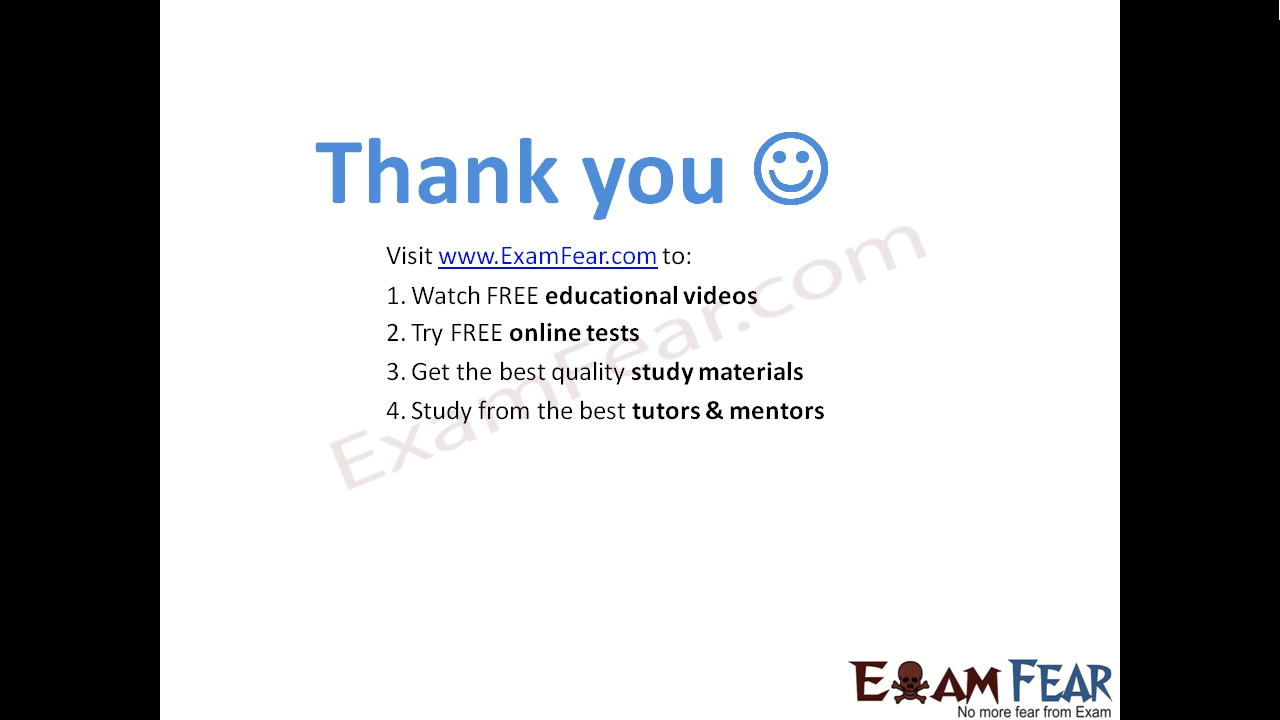 Thank you
Visit www.ExamFear.com to:
1. Watch FREE educational videos
2. Try FREE online tests
3. Get the best quality study materials
4. Study from the best tutors & mentors
ExamFear.com
EXAM FEAR
No more fear from Exam